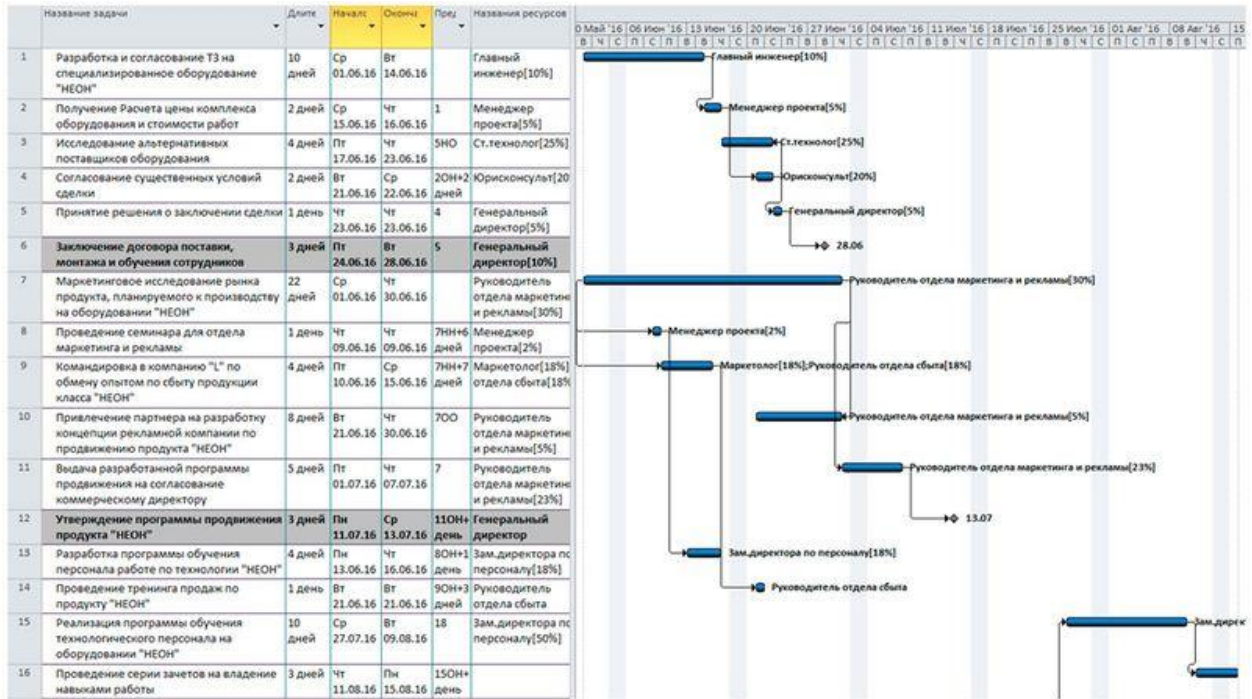 Название задачи Длите Начало Оконча Пред Названия ресурсов
0 Май '16 06 Июн '16 13 Июн '16 20 Июн '16 27 Июн '16 04 Июл '16 11 Июл '16 18 Июл '16 25 Июл '16 01 Авг '16 08 Авг '16 15
В Ч С П В В Ч С П В В Ч С П В В Ч С П В В Ч С П
1 Разработка и согласование ТЗ на 10 Ср Вт Главный
специализированное оборудование дней 01.06.16 14.06.16 инженер[10%]
"НЕОН"
Главный инженер[10%]
2 Получение Расчета цены комплекса 2 дней Ср Чт 1 Менеджер
оборудования и стоимости работ 15.06.16 16.06.16 проекта[5%]
Менеджер проекта[5%]
3 Исследование альтернативных 4 дней Пт Чт 5НО Ст.технолог[25%]
поставщиков оборудования 17.06.16 23.06.16
Ст.технолог[25%]
4 Согласование существенных условий 2 дней Вт Ср 2ОН+2 Юрисконсульт[20
сделки 21.06.16 22.06.16 дней
Юрисконсульт[20%]
5 Принятие решения о заключении сделки 1 день Чт Чт 4 Генеральный
23.06.16 23.06.16 директор[5%]
Генеральный директор[5%]
6 Заключение договора поставки, 3 дней Пт Вт 5 Генеральный
монтажа и обучения сотрудников 24.06.16 28.06.16 директор[10%]
28.06
7 Маркетинговое исследование рынка 22 Ср Чт Руководитель
продукта, планируемого к производству дней 01.06.16 30.06.16 отдела маркетин
на оборудовании "НЕОН" и рекламы[30%]
Руководитель отдела маркетинга и рекламы[30%]
8 Проведение семинара для отдела 1 день Чт Чт 7НН+6 Менеджер
маркетинга и рекламы 09.06.16 09.06.16 дней проекта[2%]
Менеджер проекта[2%]
9 Командировка в компанию "L" по 4 дней Пт Ср 7НН+7 Маркетолог[18%]
обмену опытом по сбыту продукции 10.06.16 15.06.16 дней отдела сбыта[18%
класса "НЕОН"
Маркетолог[18%];Руководитель отдела сбыта[18%]
10 Привлечение партнера на разработку 8 дней Вт Чт 7ОО Руководитель
концепции рекламной компании по 21.06.16 30.06.16 отдела маркетин
продвижению продукта "НЕОН" и рекламы[5%]
Руководитель отдела маркетинга и рекламы[5%]
11 Выдача разработанной программы 5 дней Пт Чт 7 Руководитель
продвижения на согласование 01.07.16 07.07.16 отдела маркетин
коммерческому директору и рекламы[23%]
Руководитель отдела маркетинга и рекламы[23%]
12 Утверждение программы продвижения 3 дней Пн Ср 11ОН+ Генеральный
продукта "НЕОН" 11.07.16 13.07.16 день директор
13.07
13 Разработка программы обучения 4 дней Пн Чт 8ОН+1 Зам.директора по
персонала работе по технологии "НЕОН" 13.06.16 16.06.16 день персоналу[18%]
Зам.директора по персоналу[18%]
14 Проведение тренинга продаж по 1 день Вт Вт 9ОН+3 Руководитель
продукту "НЕОН" 21.06.16 21.06.16 дней отдела сбыта
Руководитель отдела сбыта
15 Реализация программы обучения 10 Ср Вт 18 Зам.директора по
технологического персонала на дней 27.07.16 09.08.16 персоналу[50%]
оборудовании "НЕОН"
Зам.дирек
16 Проведение серии зачетов на владение 3 дней Чт Пн 15ОН+
навыками работы 11.08.16 15.08.16 день